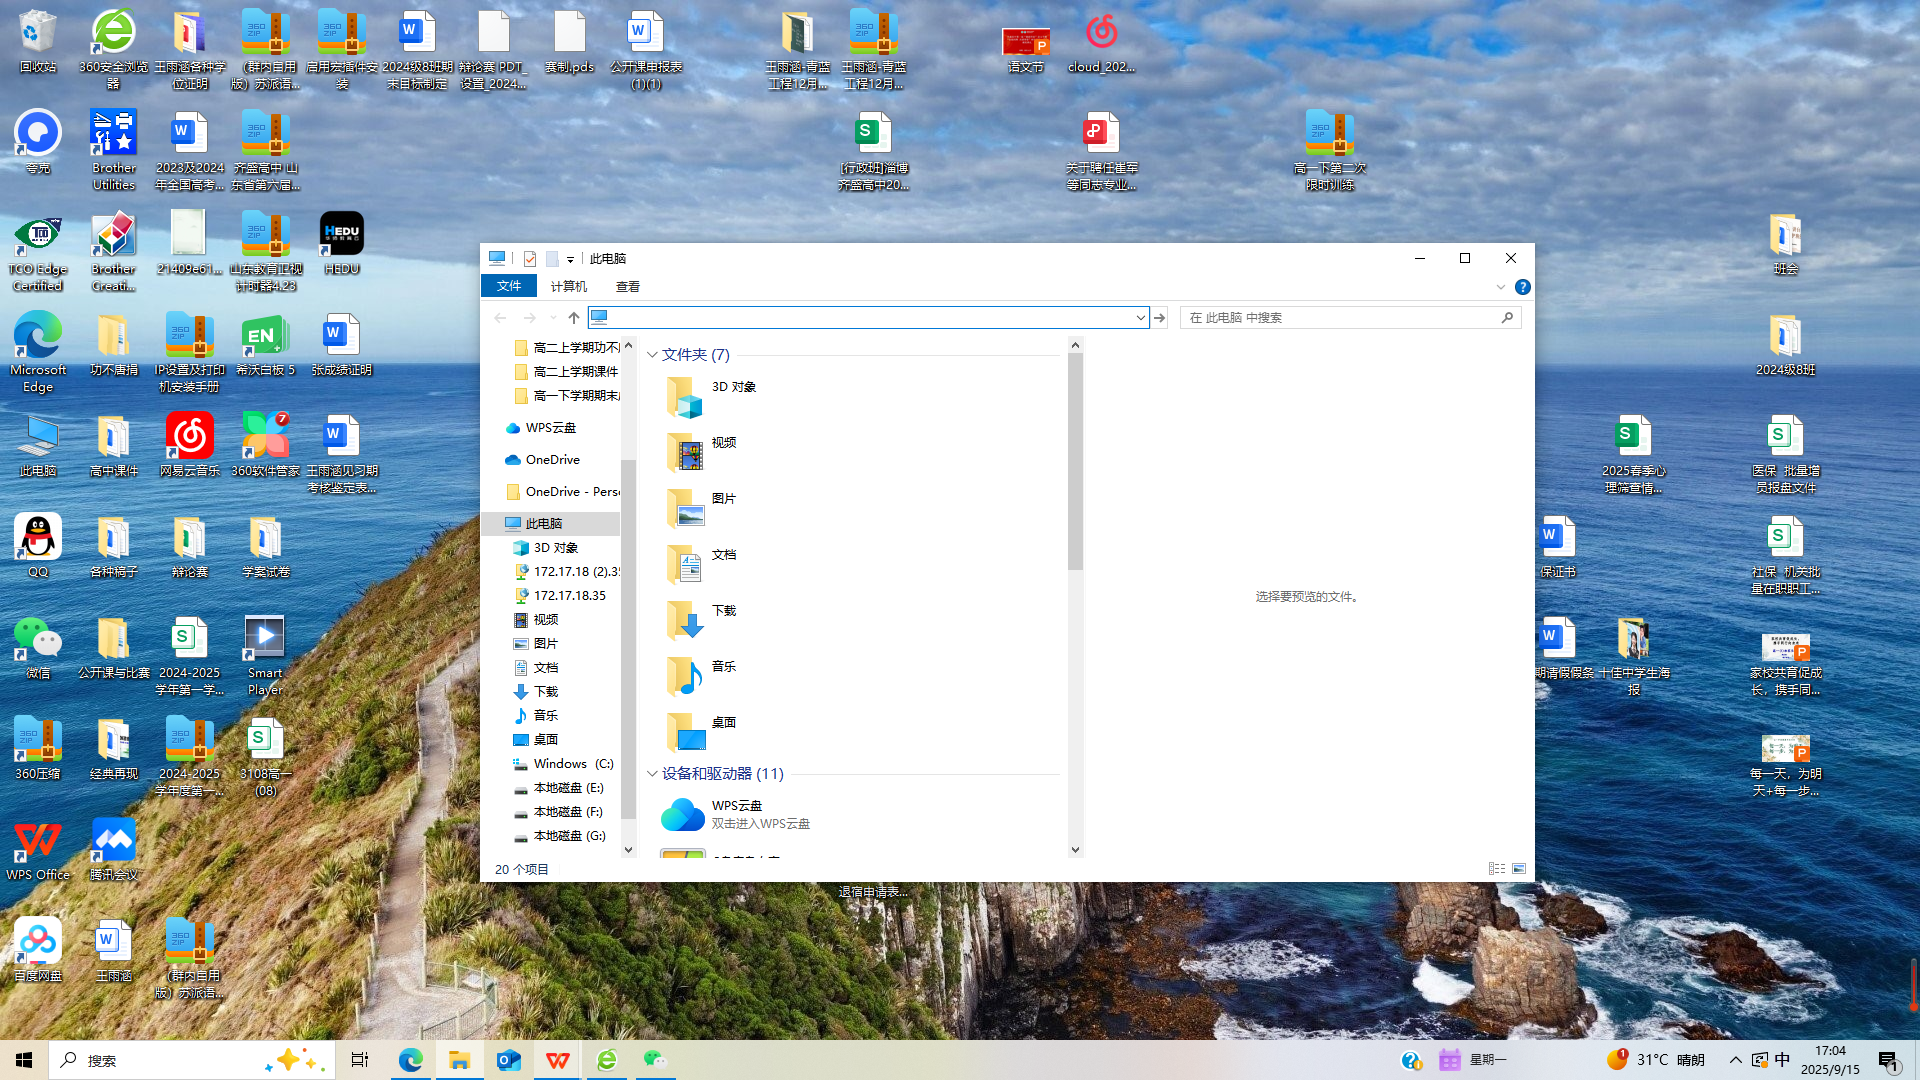 回收站
360安全浏览器
王雨涵各种学位证明
(群内自用版）苏派语...
启用宏插件安装
2024级8班期末目标制定
辩论赛 PDT_设置_2024...
赛制.pds
公开课申报表(1)(1)
王雨涵-青蓝工程12月...
王雨涵-青蓝工程12月...
语文节
cloud_202...
夸克
Brother Utilities
2023及2024年全国高考...
齐盛高中 山东省第六届...
[行政班]淄博齐盛高中20...
关于聘任崔军等同志专业...
高一下第二次限时训练
TCO Edge Certified
Brother Creati...
21409e61...
山东教育卫视计时器4.23
HEDU
班会
Microsoft Edge
功不唐捐
IP设置及打印机安装手册
希沃白板 5
张成绩证明
2024级8班
此电脑
高中课件
网易云音乐
360软件管家
王雨涵见习期考核鉴定表...
2025春季心理筛查情...
医保_批量增员报盘文件
QQ
各种稿子
辩论赛
学案试卷
保证书
社保_机关批量在职职工...
微信
公开课与比赛
2024-2025学年第一学...
Smart Player
期请假假条
十佳中学生海报
家校共育促成长，携手同...
360压缩
经典再现
2024-2025学年度第一...
3108高一(08)
每一天，为明天+每一步...
WPS Office
腾讯会议
退宿申请表...
百度网盘
王雨涵
(群内自用版）苏派语...
此电脑
文件
计算机
查看
在 此电脑 中搜索
高二上学期功不
高二上学期课件
高一下学期期末
WPS云盘
OneDrive
OneDrive - Perso
此电脑
3D 对象
172.17.18 (2).35
172.17.18.35
视频
图片
文档
下载
音乐
桌面
Windows (C:)
本地磁盘 (E:)
本地磁盘 (F:)
本地磁盘 (G:)
文件夹 (7)
3D 对象
视频
图片
文档
下载
音乐
桌面
设备和驱动器 (11)
WPS云盘
双击进入WPS云盘
选择要预览的文件。
20 个项目
搜索
星期一
31°C 晴朗
中
17:04
2025/9/15